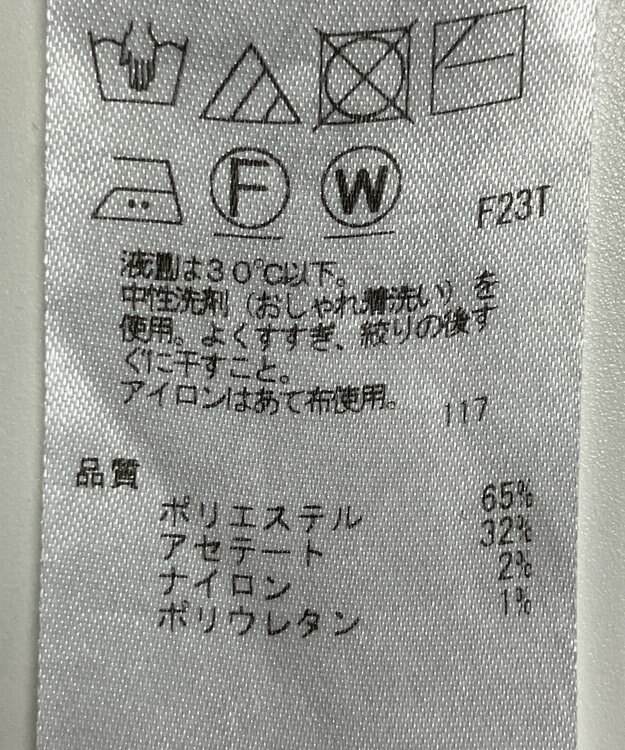 F
W
F23T
液温は30℃以下。
中性洗剤(おしゃれ着洗い)を
使用。よくすすぎ、絞りの後す
ぐに干すこと。
アイロンはあて布使用。
117
品質
ポリエステル 65%
アセテート 32%
ナイロン 2%
ポリウレタン 1%